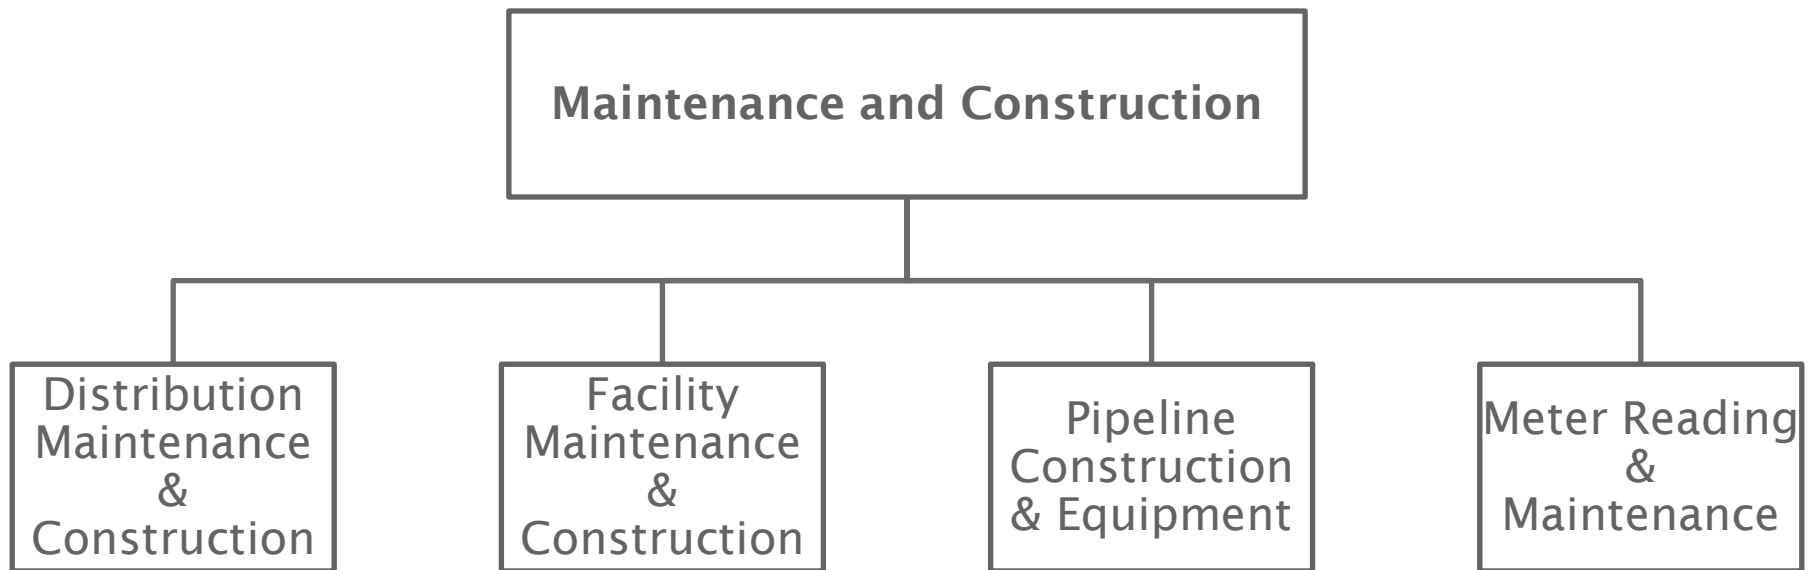 Maintenance and Construction
Distribution
Maintenance
&
Construction
Facility
Maintenance
&
Construction
Pipeline
Construction
& Equipment
Meter Reading
&
Maintenance